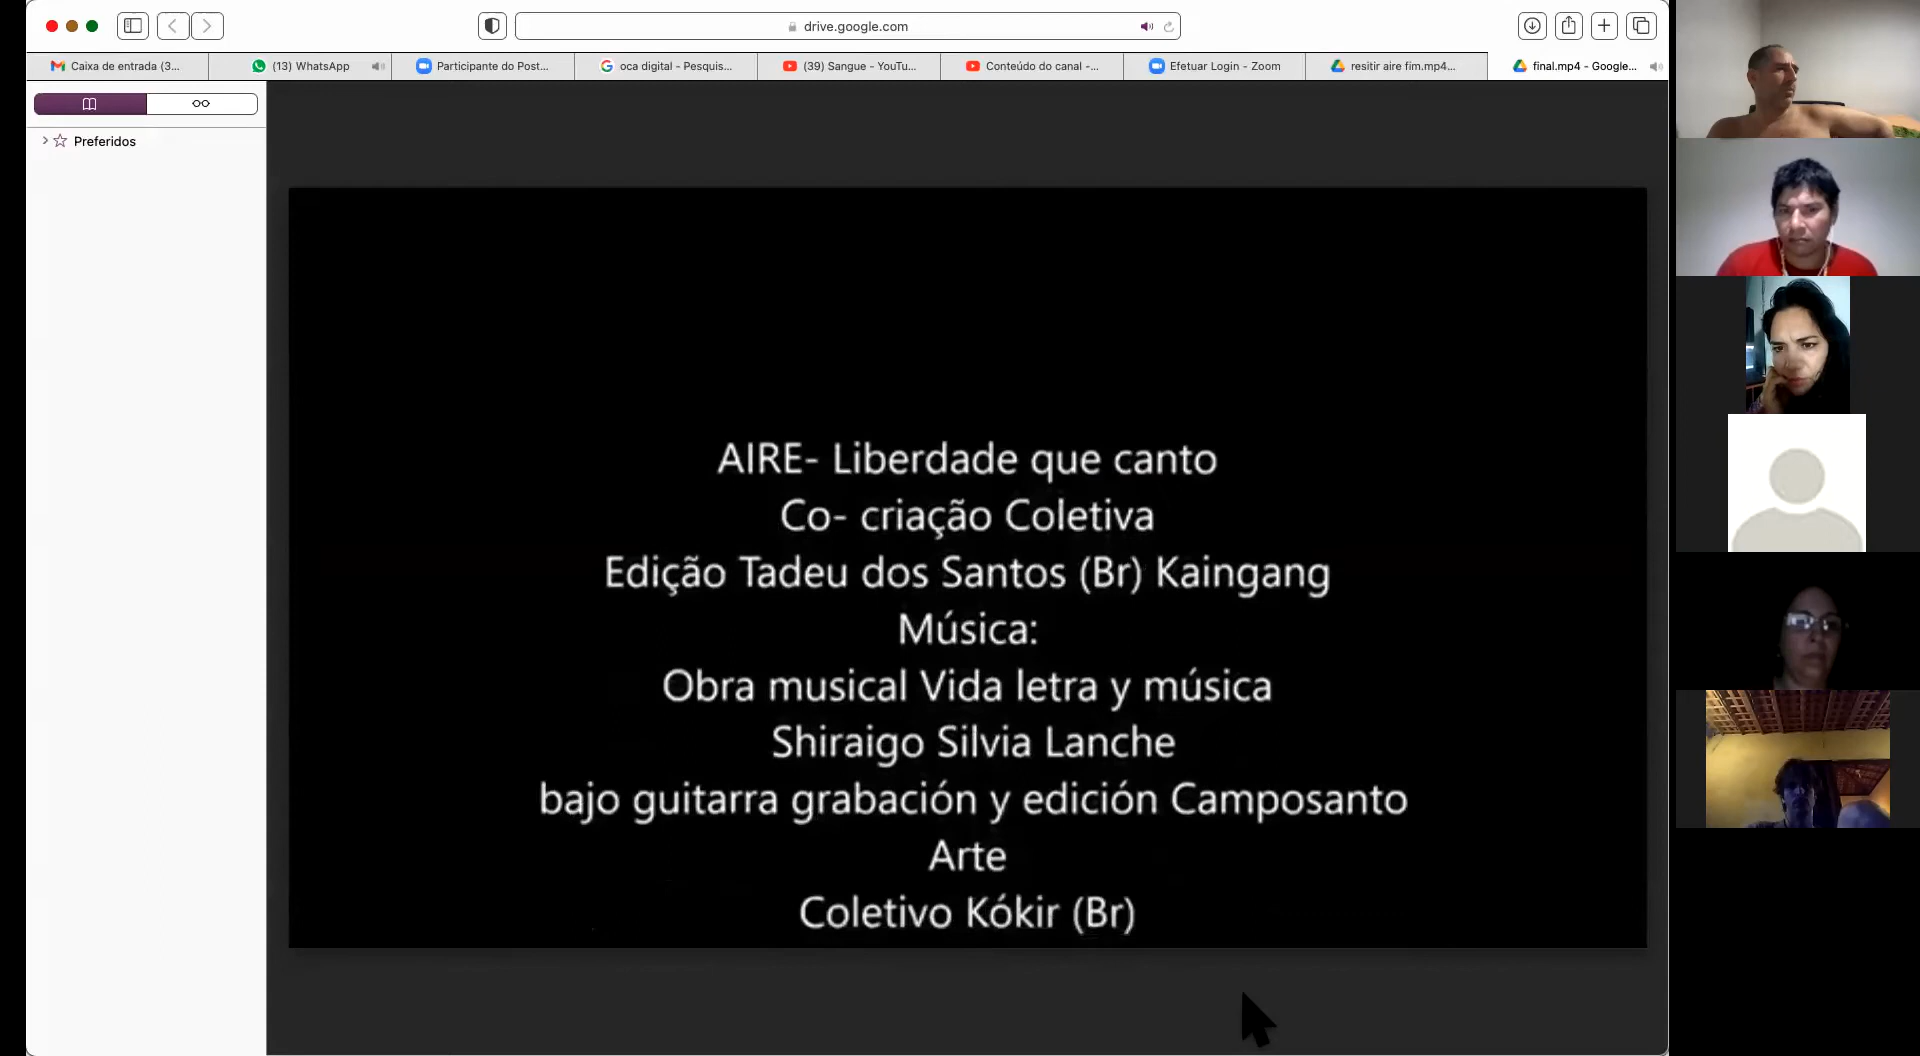 drive.google.com
Caixa de entrada (3...
(13) WhatsApp
Participante do Post...
oca digital - Pesquis...
(39) Sangue - YouTu...
Conteúdo do canal -...
Efetuar Login - Zoom
resitir aire fim.mp4...
final.mp4 - Google...
Preferidos
AIRE- Liberdade que canto
Co- criação Coletiva
Edição Tadeu dos Santos (Br) Kaingang
Música:
Obra musical Vida letra y música
Shiraigo Silvia Lanche
bajo guitarra grabación y edición Camposanto
Arte
Coletivo Kókir (Br)